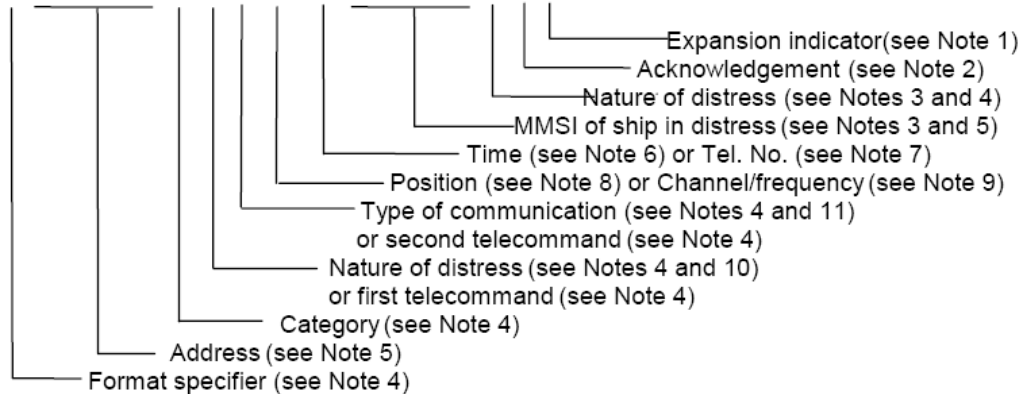 Expansion indicator(see Note 1)
Acknowledgement (see Note 2)
Nature of distress (see Notes 3 and 4)
MMSI of ship in distress (see Notes 3 and 5)
Time (see Note 6) or Tel. No. (see Note 7)
Position (see Note 8) or Channel/frequency (see Note 9)
Type of communication (see Notes 4 and 11)
or second telecommand (see Note 4)
Nature of distress (see Notes 4 and 10)
or first telecommand (see Note 4)
Category (see Note 4)
Address (see Note 5)
Format specifier (see Note 4)